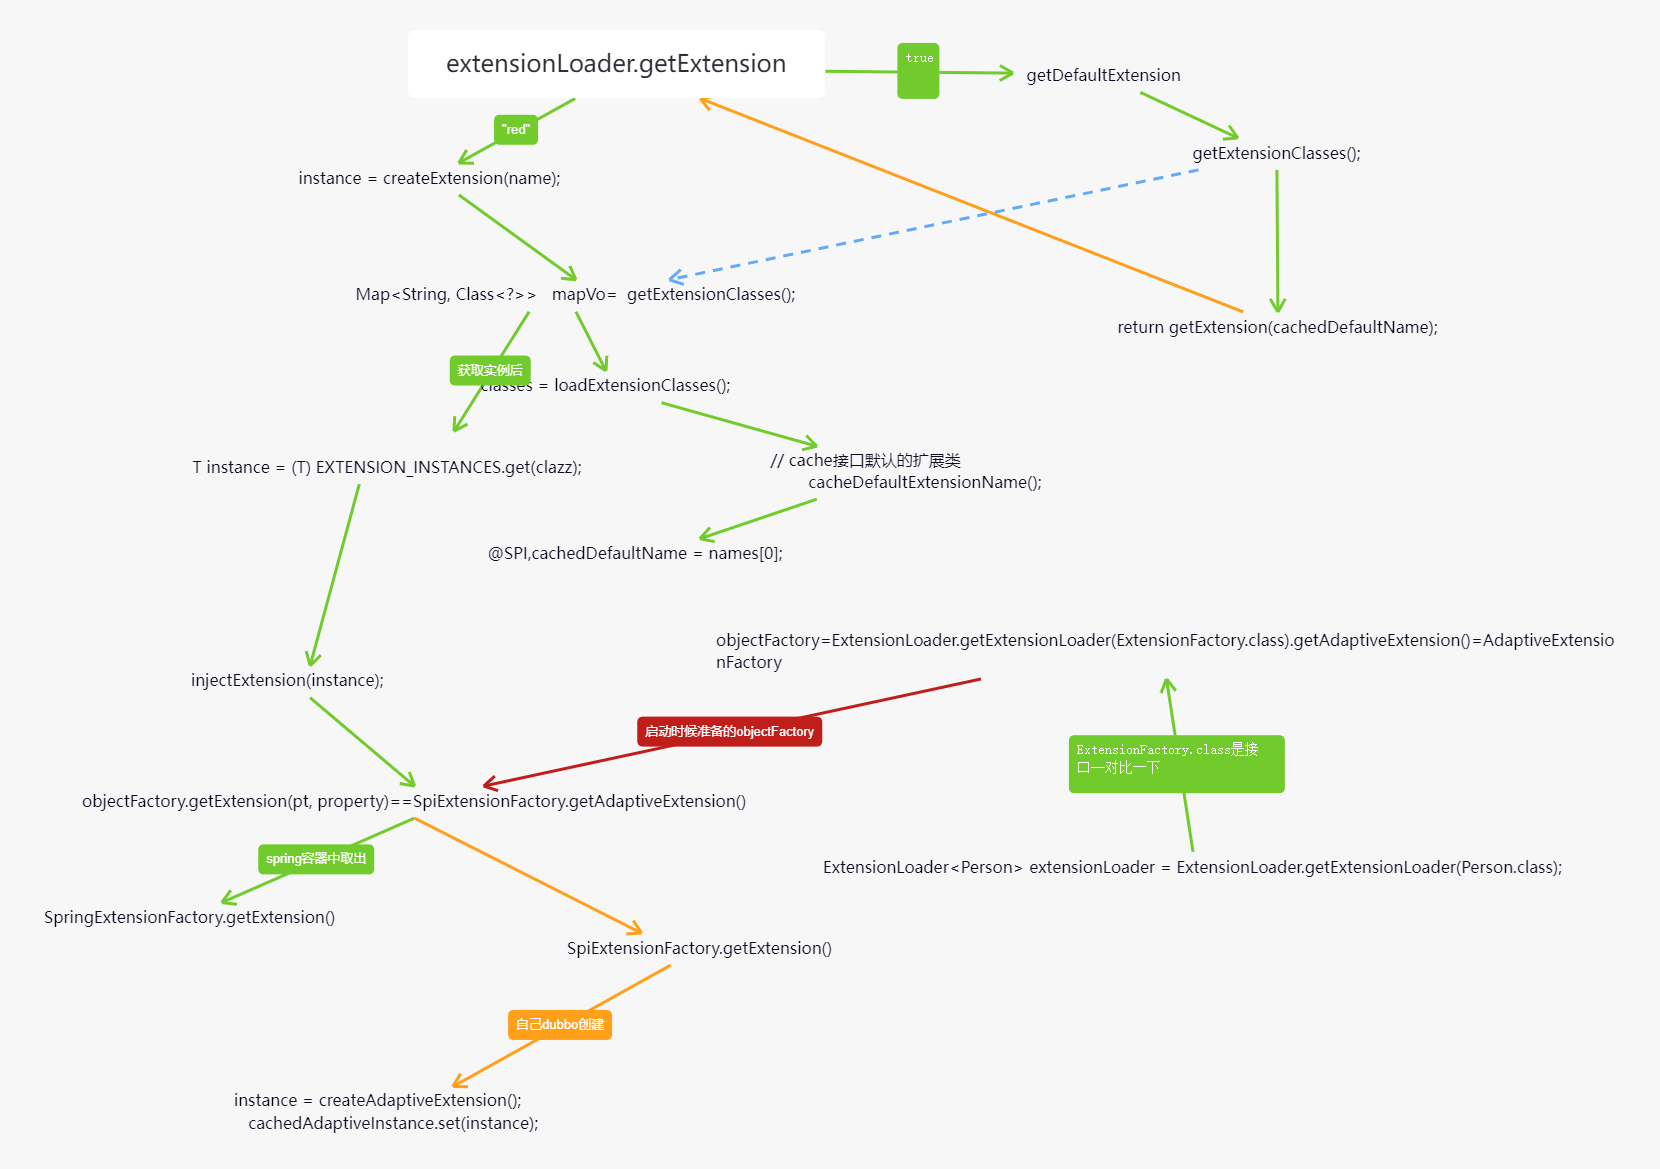 extensionLoader.getExtension
true
getDefaultExtension
"red"
getExtensionClasses();
instance = createExtension(name);
Map<String, Class<?>>   mapVo=  getExtensionClasses();
return getExtension(cachedDefaultName);
获取实例后
classes = loadExtensionClasses();
// cache接口默认的扩展类
cacheDefaultExtensionName();
T instance = (T) EXTENSION_INSTANCES.get(clazz);
@SPI,cachedDefaultName = names[0];
objectFactory=ExtensionLoader.getExtensionLoader(ExtensionFactory.class).getAdaptiveExtension()=AdaptiveExtensio
nFactory
injectExtension(instance);
启动时候准备的objectFactory
ExtensionFactory.class是接
口一对比一下
objectFactory.getExtension(pt, property)==SpiExtensionFactory.getAdaptiveExtension()
spring容器中取出
ExtensionLoader<Person> extensionLoader = ExtensionLoader.getExtensionLoader(Person.class);
SpringExtensionFactory.getExtension()
SpiExtensionFactory.getExtension()
自己dubbo创建
instance = createAdaptiveExtension();
cachedAdaptiveInstance.set(instance);